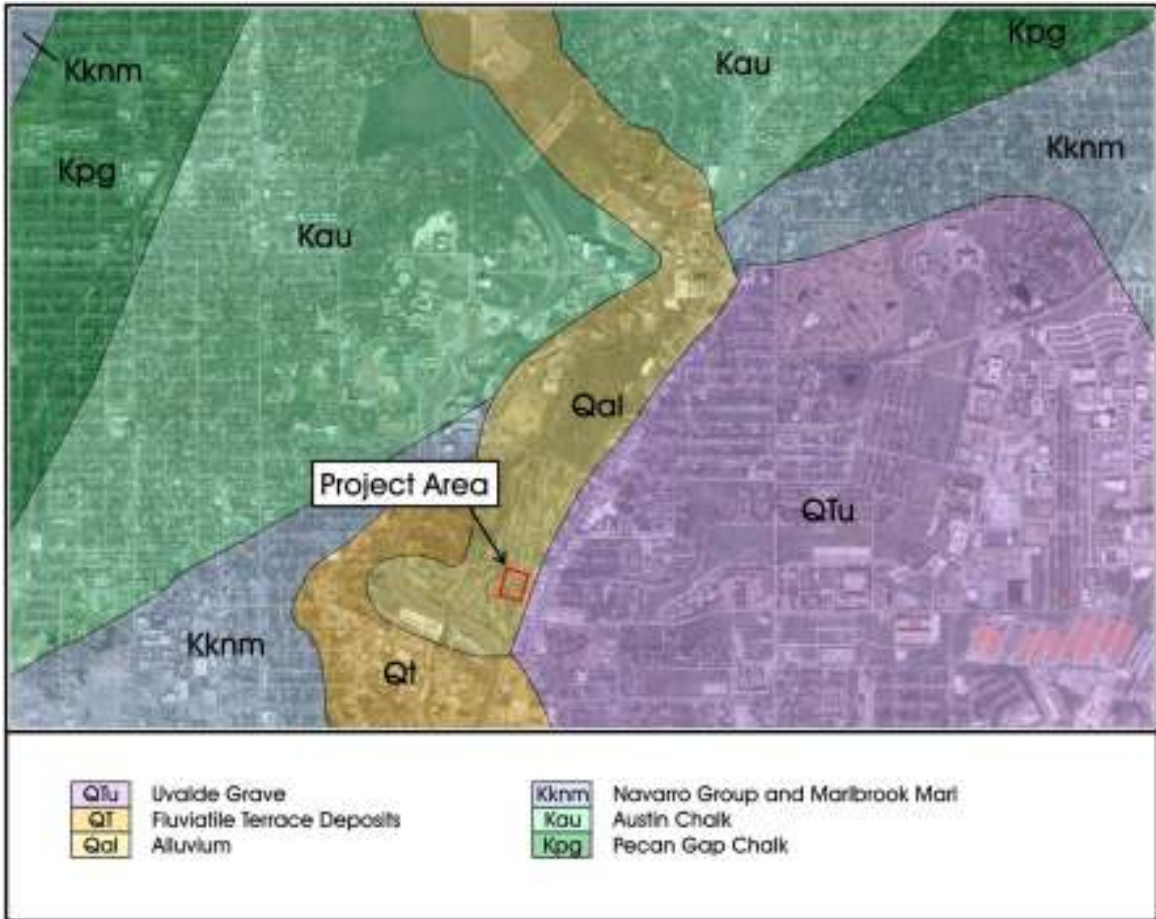 Kknm
Kpg
Kau
Kau
Kpg
Kknm
Qal
Project Area
QTu
Kknm
Qt
QTu Uvalde Grave
QT Fluviatile Terrace Deposits
Qal Alluvium
Kknm Navarro Group and Marlbrook Marl
Kau Austin Chalk
Kpg Pecan Gap Chalk